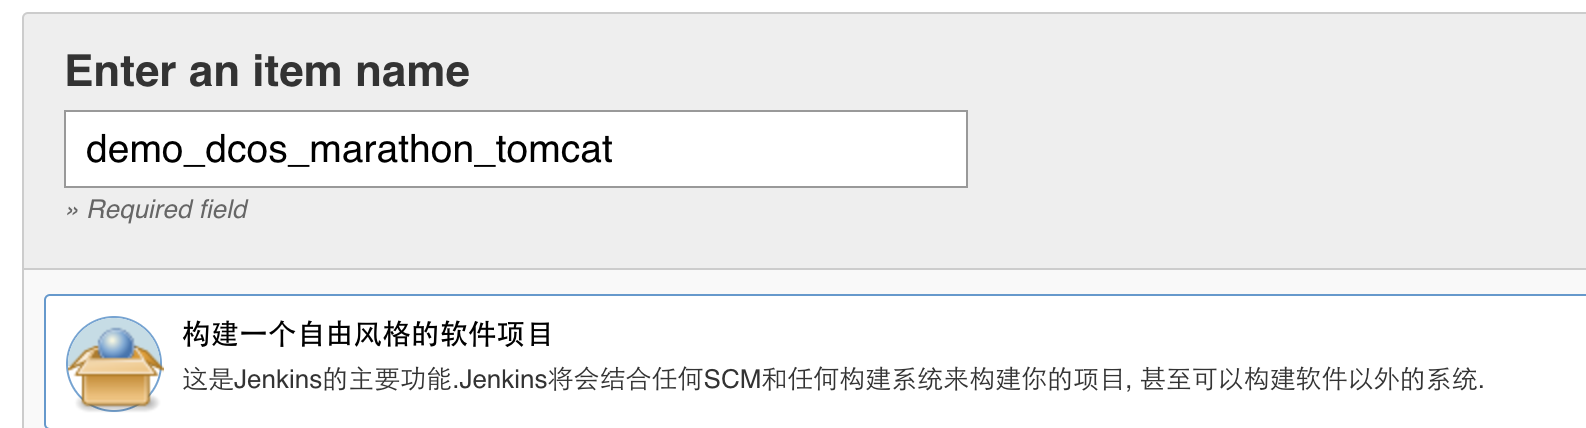 Enter an item name
demo_dcos_marathon_tomcat
» Required field
构建一个自由风格的软件项目
这是Jenkins的主要功能.Jenkins将会结合任何SCM和任何构建系统来构建你的项目, 甚至可以构建软件以外的系统.